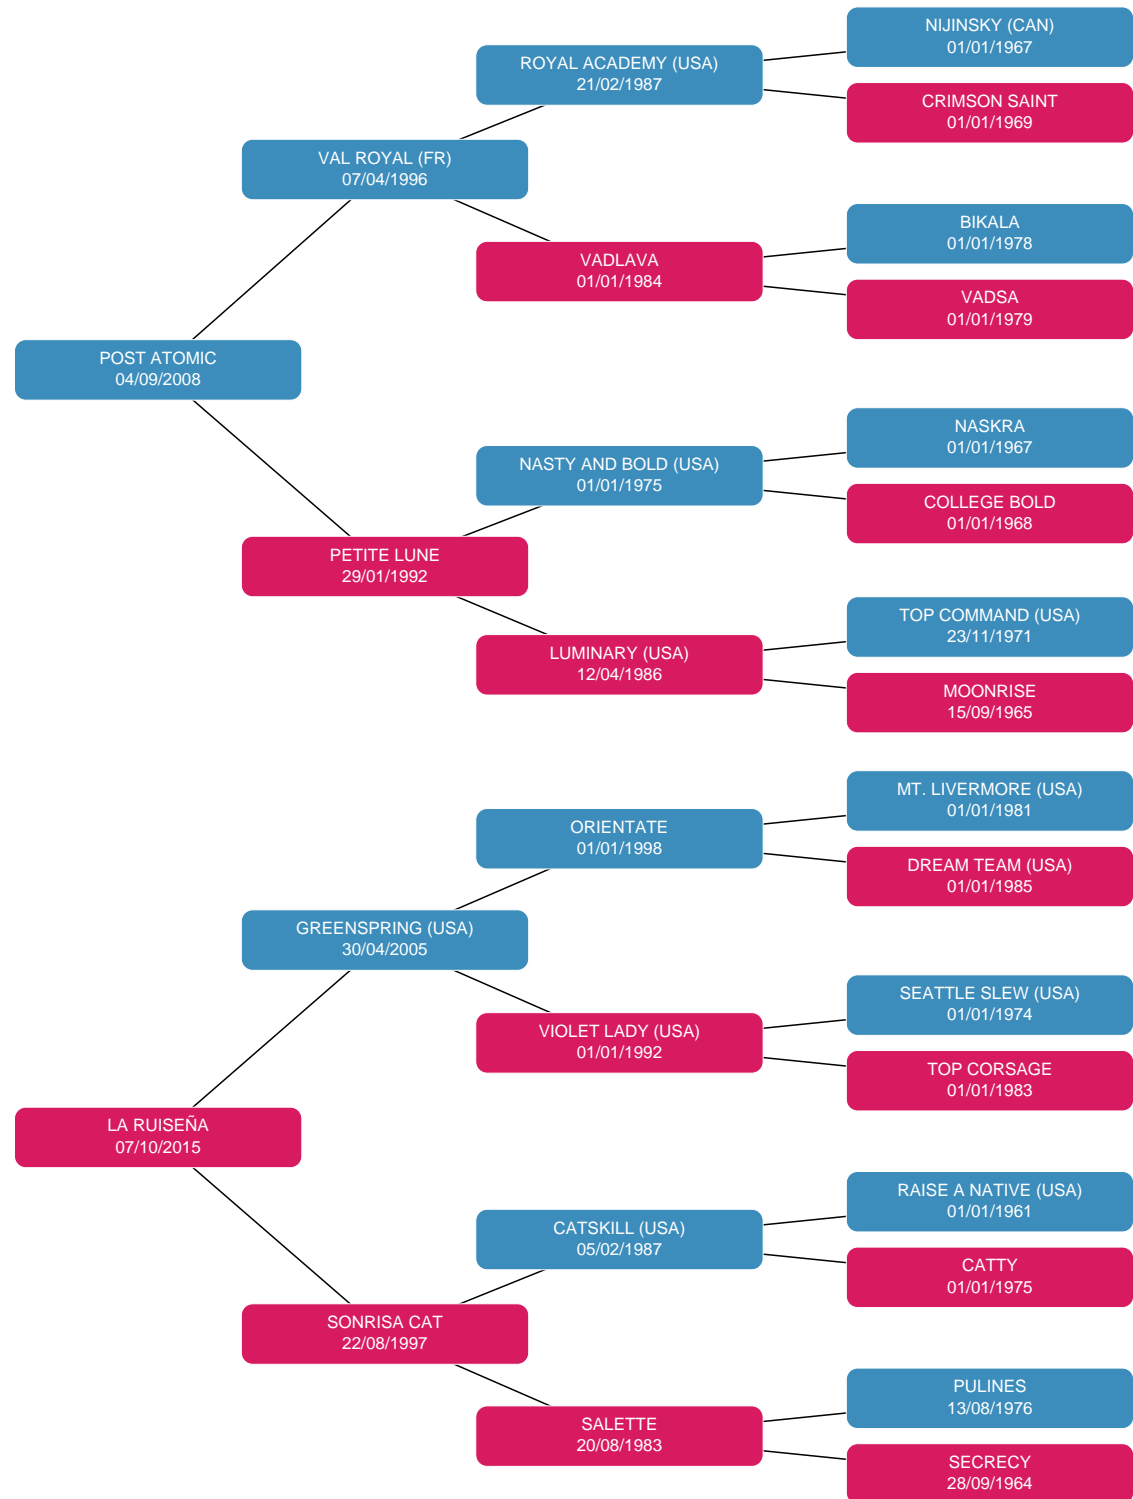 NIJINSKY (CAN)
01/01/1967
ROYAL ACADEMY (USA)
21/02/1987
CRIMSON SAINT
01/01/1969
VAL ROYAL (FR)
07/04/1996
BIKALA
01/01/1978
VADLAVA
01/01/1984
VADSA
01/01/1979
POST ATOMIC
04/09/2008
NASKRA
01/01/1967
NASTY AND BOLD (USA)
01/01/1975
COLLEGE BOLD
01/01/1968
PETITE LUNE
29/01/1992
TOP COMMAND (USA)
23/11/1971
LUMINARY (USA)
12/04/1986
MOONRISE
15/09/1965
MT. LIVERMORE (USA)
01/01/1981
ORIENTATE
01/01/1998
DREAM TEAM (USA)
01/01/1985
GREENSPRING (USA)
30/04/2005
SEATTLE SLEW (USA)
01/01/1974
VIOLET LADY (USA)
01/01/1992
TOP CORSAGE
01/01/1983
LA RUISEÑA
07/10/2015
RAISE A NATIVE (USA)
01/01/1961
CATSKILL (USA)
05/02/1987
CATTY
01/01/1975
SONRISA CAT
22/08/1997
PULINES
13/08/1976
SALETTE
20/08/1983
SECRECY
28/09/1964